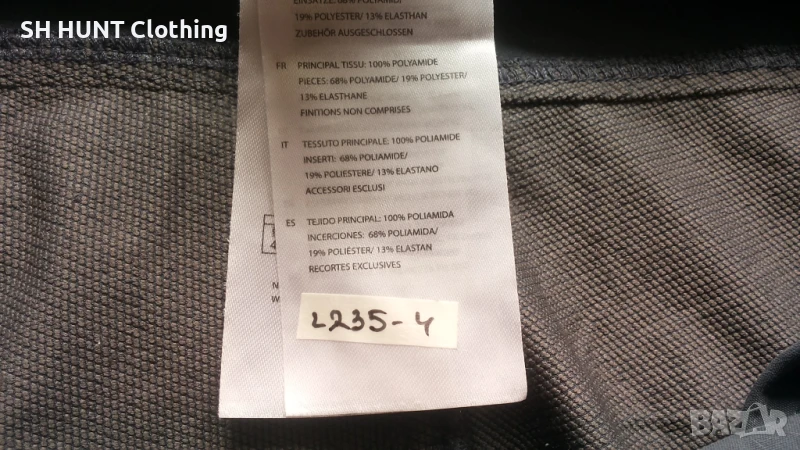 SH HUNT Clothing
19% POLYESTER/ 13% ELASTHAN
ZUBEHÖR AUSGESCHLOSSEN
FR PRINCIPAL TISSU: 100% POLYAMIDE
PIECES: 68% POLYAMIDE/ 19% POLYESTER/
13% ELASTHANE
FINITIONS NON COMPRISES
IT TESSUTO PRINCIPALE: 100% POLIAMIDE
INSERTI: 68% POLIAMIDE/
19% POLIESTERE/ 13% ELASTANO
ACCESSORI ESCLUSI
ES TEJIDO PRINCIPAL: 100% POLIAMIDA
INCERCIONES: 68% POLIAMIDA/
19% POLIÉSTER/ 13% ELASTAN
RECORTES EXCLUSIVES
L235-4
BAZAR